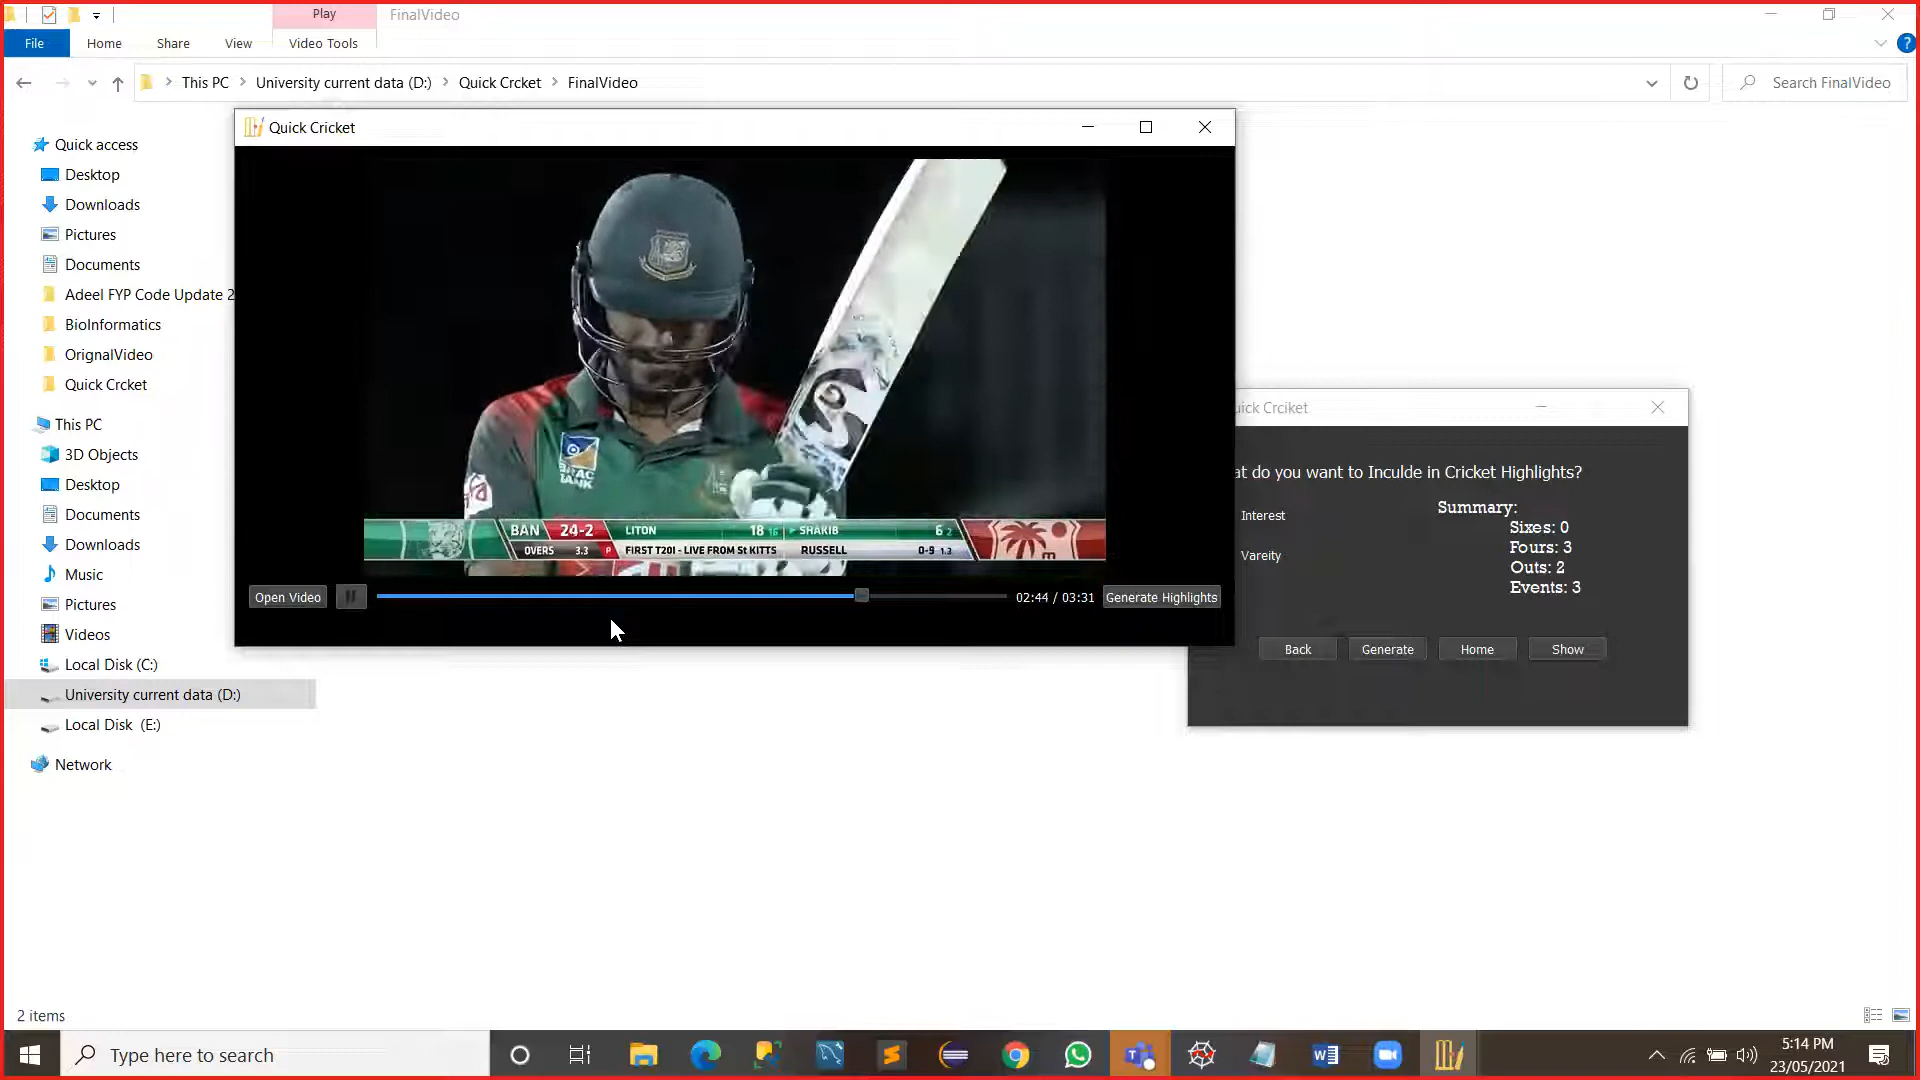 Play
FinalVideo
File
Home
Share
View
Video Tools
This PC
University current data (D:)
Quick Crcket
FinalVideo
Search FinalVideo
Quick access
Desktop
Downloads
Pictures
Documents
Adeel FYP Code Update 2
BioInformatics
OrignalVideo
Quick Crcket
This PC
3D Objects
Desktop
Documents
Downloads
Music
Pictures
Videos
Local Disk (C:)
University current data (D:)
Local Disk (E:)
Network
2 items
Quick Cricket
BRAC
BANK
BAN 24-2 LITON 18 16 SHAKIB 6 2
OVERS 3.3 P FIRST T20I - LIVE FROM St KITTS RUSSELL 0-9 1.3
Open Video
02:44 / 03:31
Generate Highlights
uick Crciket
at do you want to Inculde in Cricket Highlights?
Interest
Vareity
Summary:
Sixes: 0
Fours: 3
Outs: 2
Events: 3
Back
Generate
Home
Show
Type here to search
5:14 PM
23/05/2021